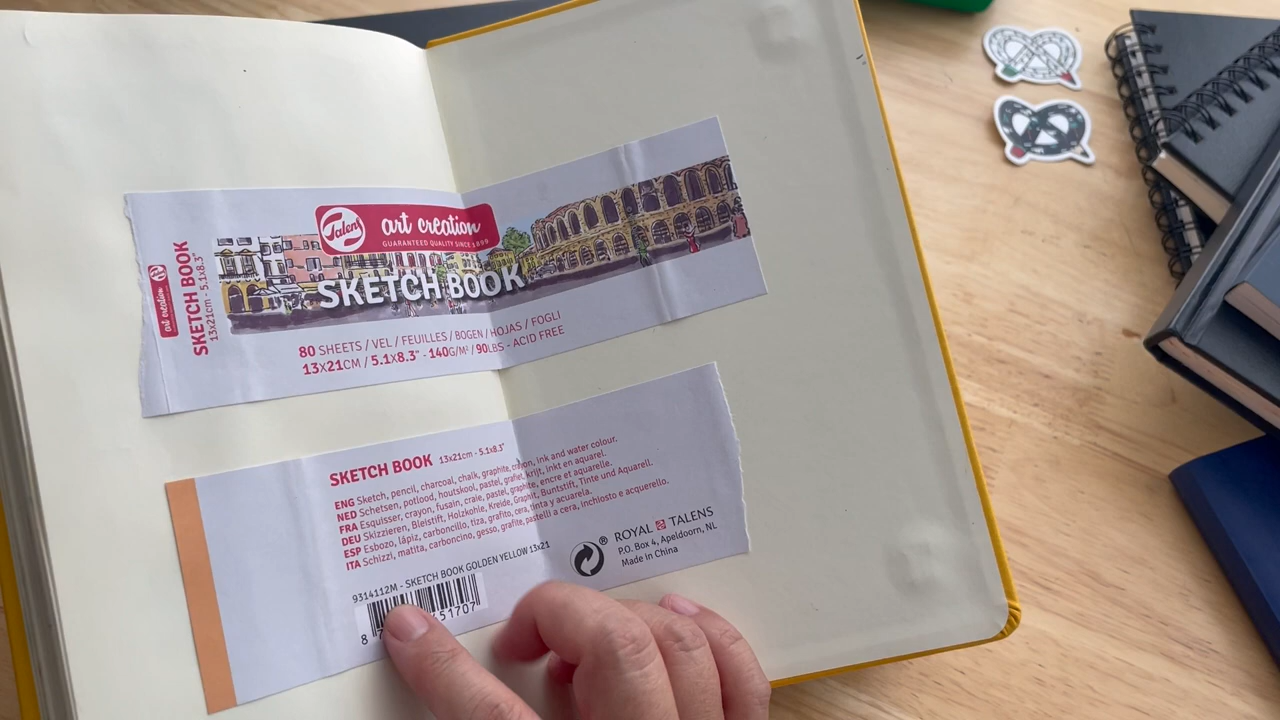 Talens
art creation
GUARANTEED QUALITY SINCE 1899
SKETCH BOOK
80 SHEETS / VEL / FEUILLES / BOGEN / HOJAS / FOGLI
13X21CM / 5.1X8.3" - 140G/M² / 90LBS - ACID FREE
art creation
SKETCH BOOK
13x21cm - 5.1x8.3"
SKETCH BOOK 13x21cm - 5.1x8.3"
ENG Sketch, pencil, charcoal, chalk, graphite, crayon, ink and water colour.
NED Schetsen, potlood, houtskool, pastel, grafiet, krijt, inkt en aquarel.
FRA Esquisser, crayon, fusain, craie, pastel, graphite, encre et aquarelle.
DEU Skizzieren, Bleistift, Holzkohle, Kreide, Graphit, Buntstift, Tinte und Aquarell.
ESP Esbozo, lápiz, carboncillo, tiza, grafito, cera, tinta y acuarela.
ITA Schizzi, matita, carboncino, gesso, grafite, pastelli a cera, inchiosto e acquerello.
9314112M - SKETCH BOOK GOLDEN YELLOW 13x21
8 51707
ROYAL TALENS
P.O. Box 4, Apeldoorn, NL
Made in China